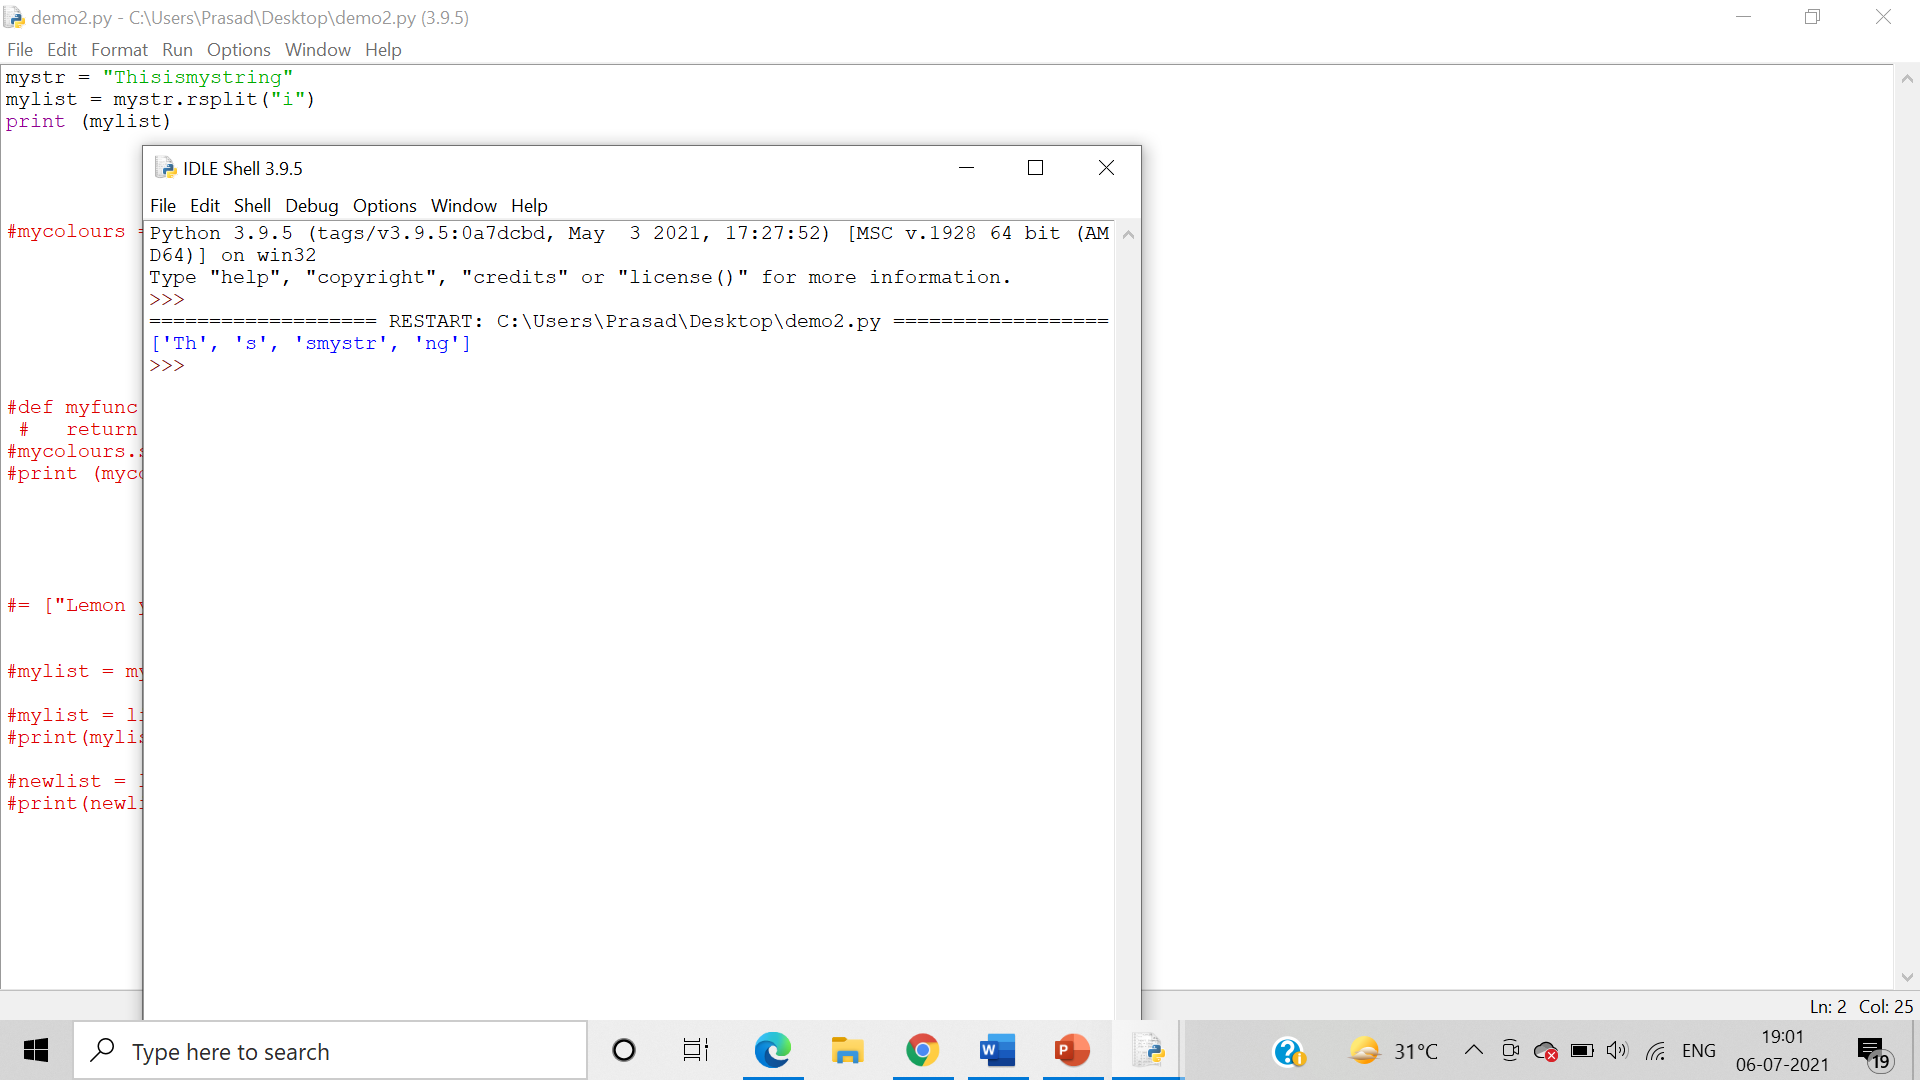 demo2.py - C:\Users\Prasad\Desktop\demo2.py (3.9.5)
File Edit Format Run Options Window Help
mystr = "Thisismystring"
mylist = mystr.rsplit("i")
print (mylist)
IDLE Shell 3.9.5
File Edit Shell Debug Options Window Help
Python 3.9.5 (tags/v3.9.5:0a7dcbd, May  3 2021, 17:27:52) [MSC v.1928 64 bit (AM
D64)] on win32
Type "help", "copyright", "credits" or "license()" for more information.
>>>
=================== RESTART: C:\Users\Prasad\Desktop\demo2.py ==================
['Th', 's', 'smystr', 'ng']
>>>
#mycolours =
#def myfunc
#   return
#mycolours.
#print (myc
#= ["Lemon
#mylist = m
#mylist = l
#print(myli
#newlist =
#print(newl
Ln: 2 Col: 25
Type here to search
31°C
ENG
19:01
06-07-2021
19